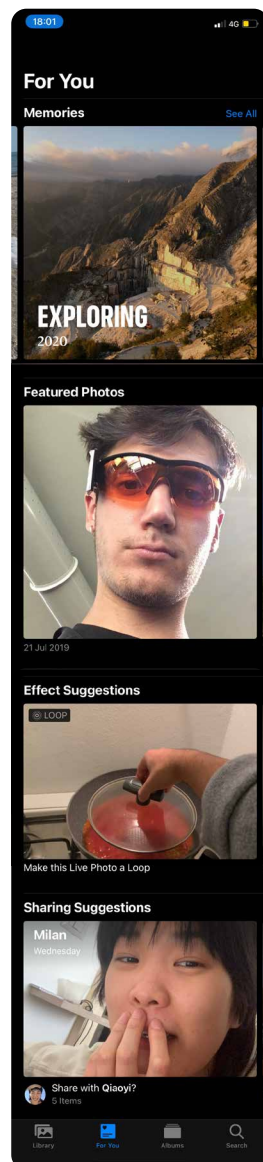 18:01
4G
For You
Memories
See All
EXPLORING
2020
Featured Photos
21 Jul 2019
Effect Suggestions
LOOP
Make this Live Photo a Loop
Sharing Suggestions
Milan
Wednesday
Share with Qiaoyi?
5 Items
Library
For You
Albums
Search